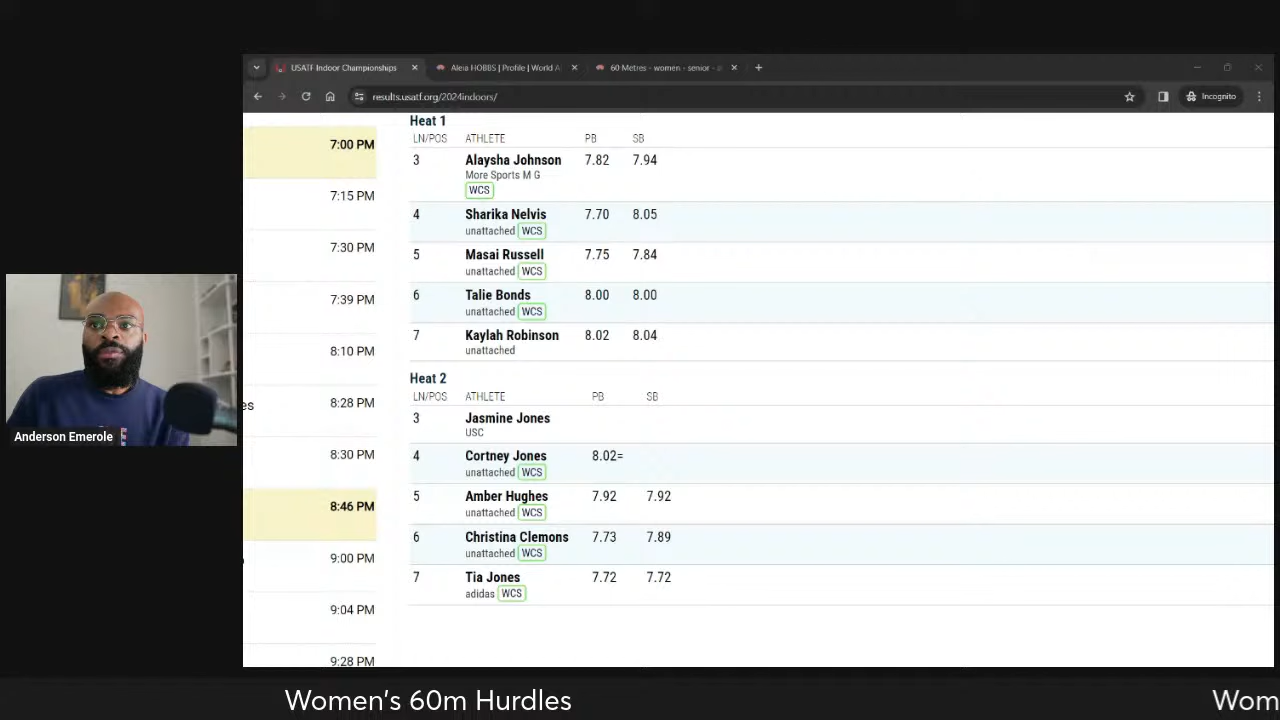 USATF Indoor Championships
Aleia HOBBS | Profile | World A
60 Metres - women - senior -
results.usatf.org/2024indoors/
Incognito
7:00 PM
7:15 PM
7:30 PM
7:39 PM
8:10 PM
es 8:28 PM
8:30 PM
8:46 PM
9:00 PM
9:04 PM
9:28 PM
Heat 1
LN/POS ATHLETE PB SB
3 Alaysha Johnson 7.82 7.94
More Sports M G
WCS
4 Sharika Nelvis 7.70 8.05
unattached WCS
5 Masai Russell 7.75 7.84
unattached WCS
6 Talie Bonds 8.00 8.00
unattached WCS
7 Kaylah Robinson 8.02 8.04
unattached
Heat 2
LN/POS ATHLETE PB SB
3 Jasmine Jones
USC
4 Cortney Jones 8.02=
unattached WCS
5 Amber Hughes 7.92 7.92
unattached WCS
6 Christina Clemons 7.73 7.89
unattached WCS
7 Tia Jones 7.72 7.72
adidas WCS
Anderson Emerole
Women's 60m Hurdles
Wom